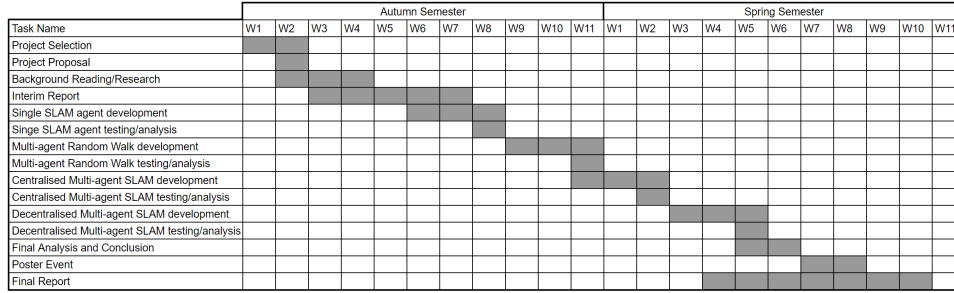 Autumn Semester Spring Semester
Task Name W1 W2 W3 W4 W5 W6 W7 W8 W9 W10 W11 W1 W2 W3 W4 W5 W6 W7 W8 W9 W10 W11
Project Selection
Project Proposal
Background Reading/Research
Interim Report
Single SLAM agent development
Singe SLAM agent testing/analysis
Multi-agent Random Walk development
Multi-agent Random Walk testing/analysis
Centralised Multi-agent SLAM development
Centralised Multi-agent SLAM testing/analysis
Decentralised Multi-agent SLAM development
Decentralised Multi-agent SLAM testing/analysis
Final Analysis and Conclusion
Poster Event
Final Report